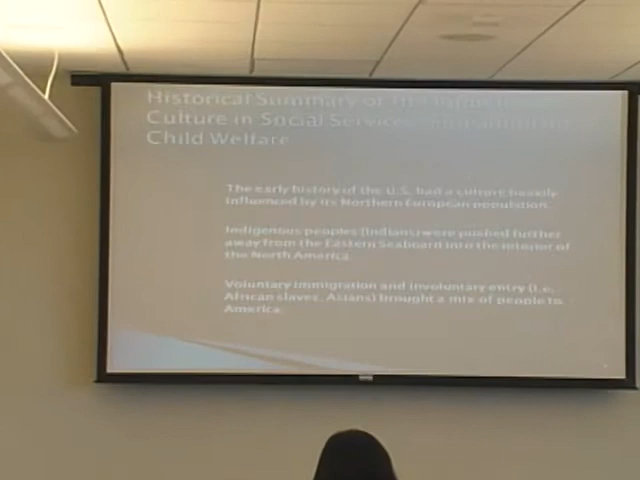 Historical Summary of
Culture in Social Services
Child Welfare
The early history of the U.S. had a culture heavily
influenced by its Northern European population.
Indigenous peoples (Indians) were pushed further
away from the Eastern Seaboard into the interior of
the North America.
Voluntary immigration and involuntary entry (i.e.,
African slaves, Asians) brought a mix of people to
America.